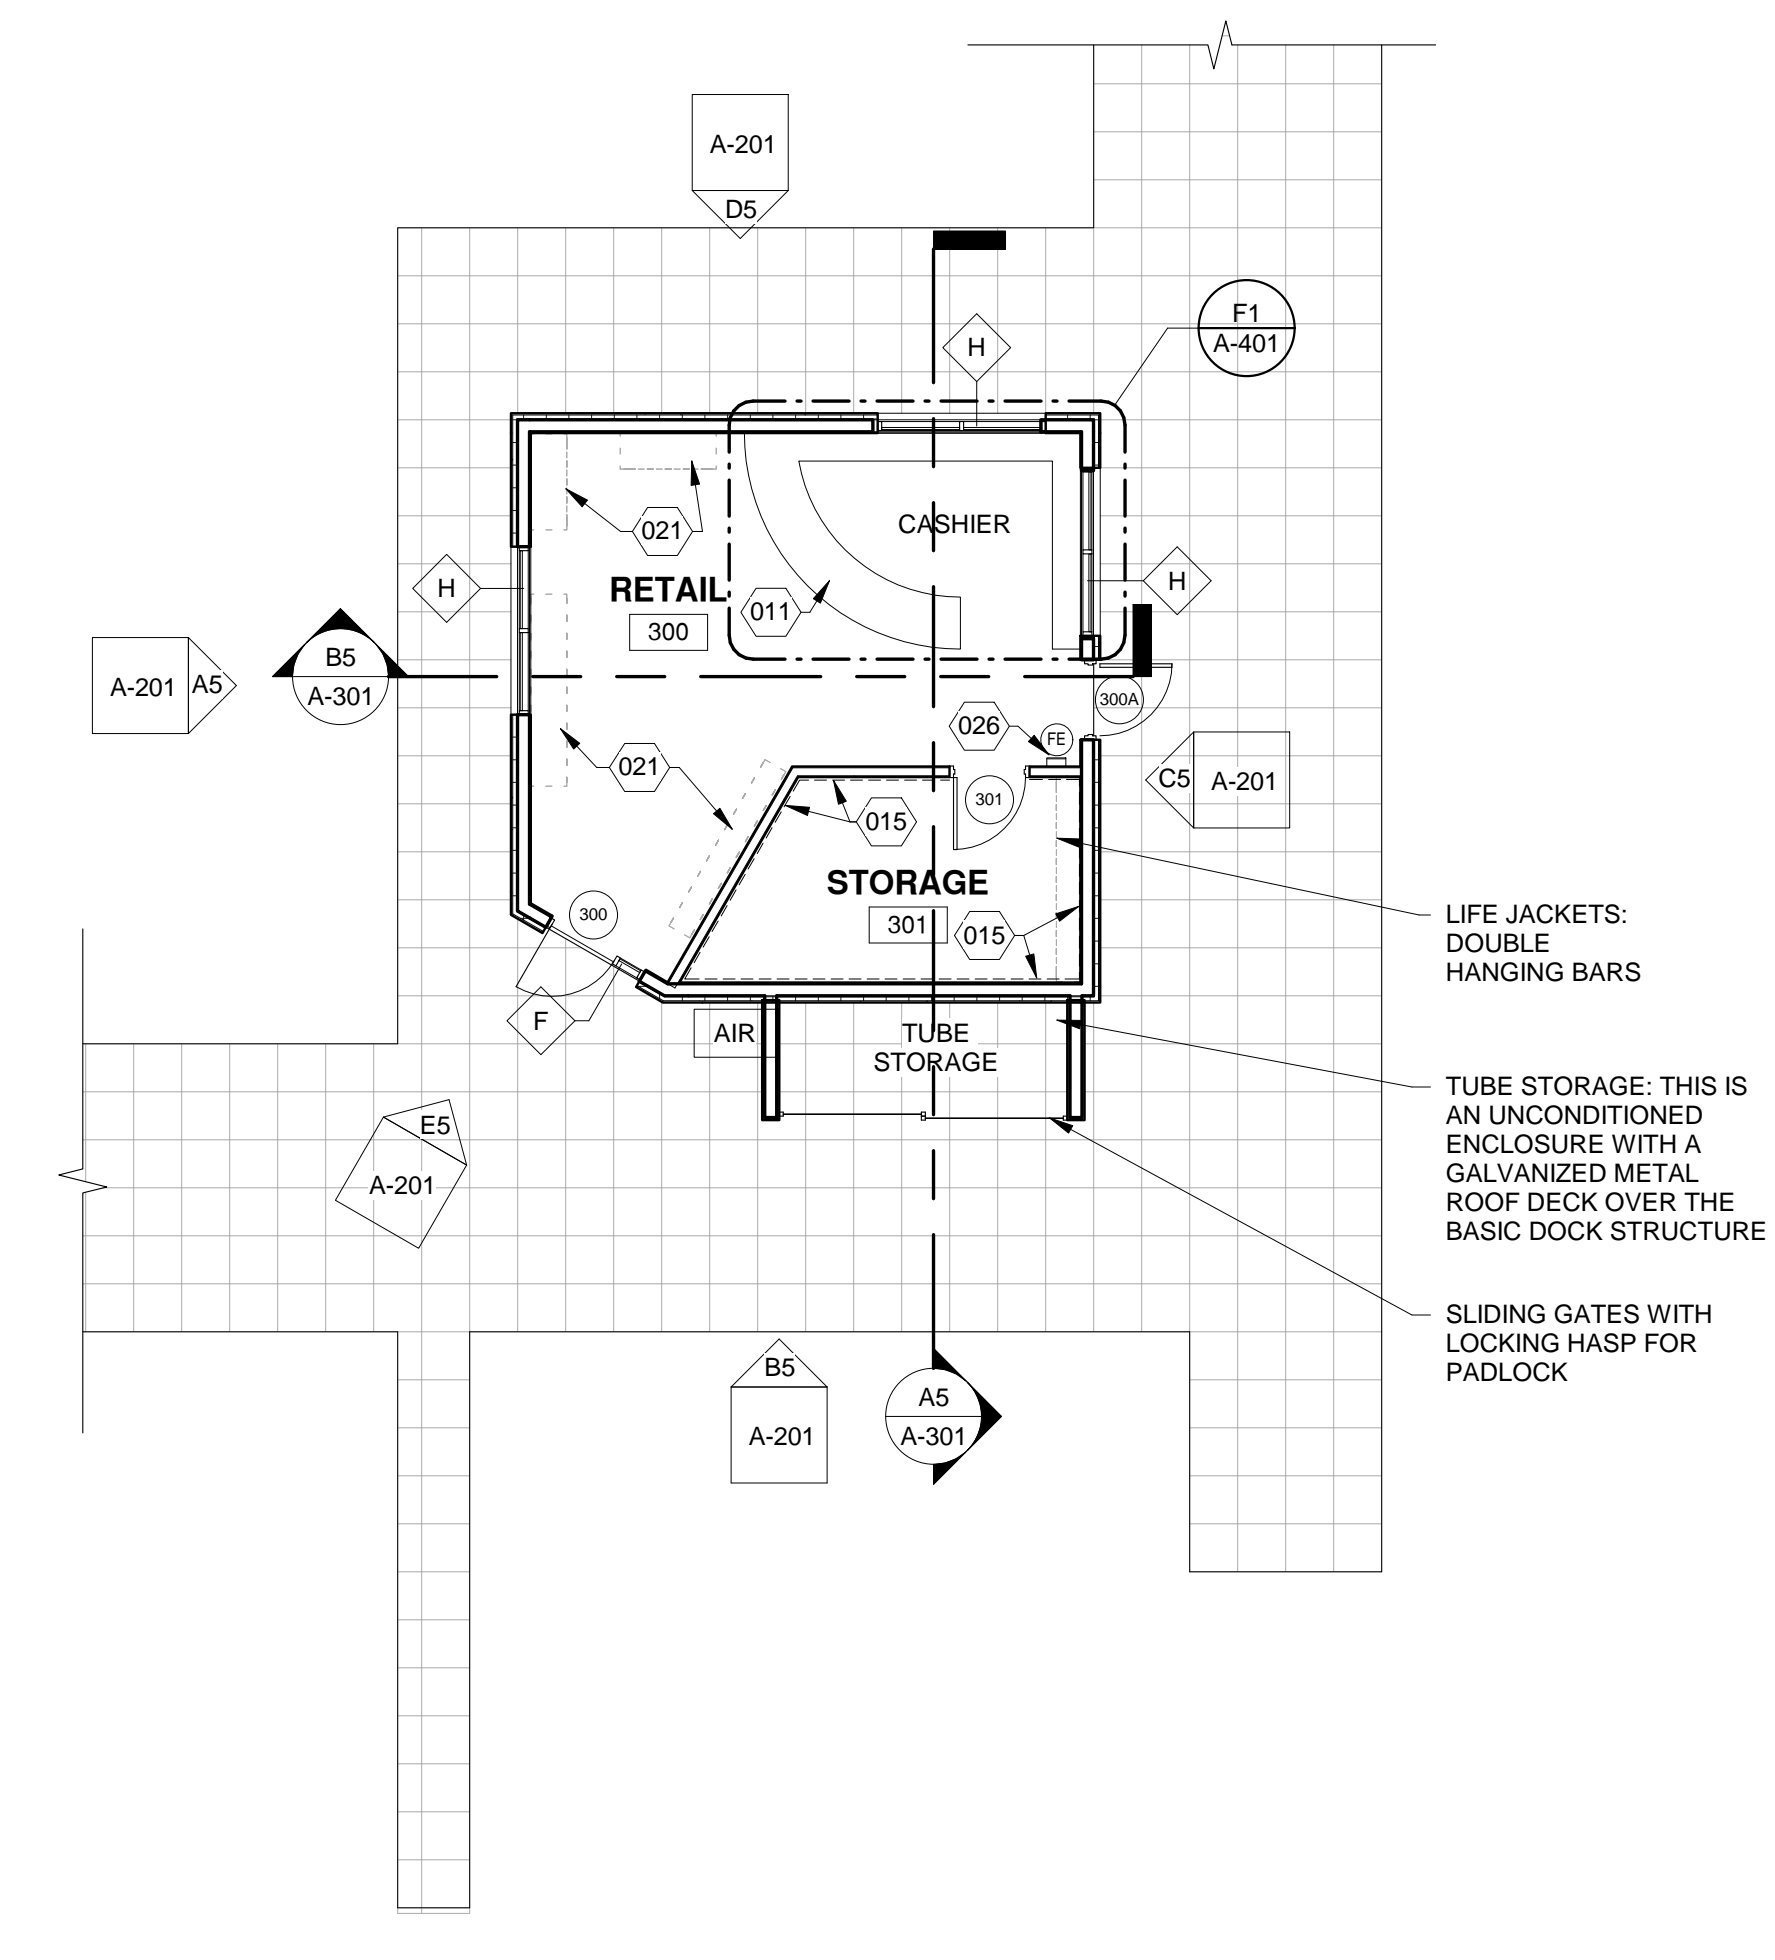 A-201
D5
F1
A-401
H
CASHIER
021
H
RETAIL
300
011
H
B5
A-301
A-201
A5
300A
026
FE
C5
A-201
021
301
015
STORAGE
301
015
300
LIFE JACKETS:
DOUBLE
HANGING BARS
F
AIR
TUBE
STORAGE
TUBE STORAGE: THIS IS
AN UNCONDITIONED
ENCLOSURE WITH A
GALVANIZED METAL
ROOF DECK OVER THE
BASIC DOCK STRUCTURE
E5
A-201
SLIDING GATES WITH
LOCKING HASP FOR
PADLOCK
B5
A-201
A5
A-301